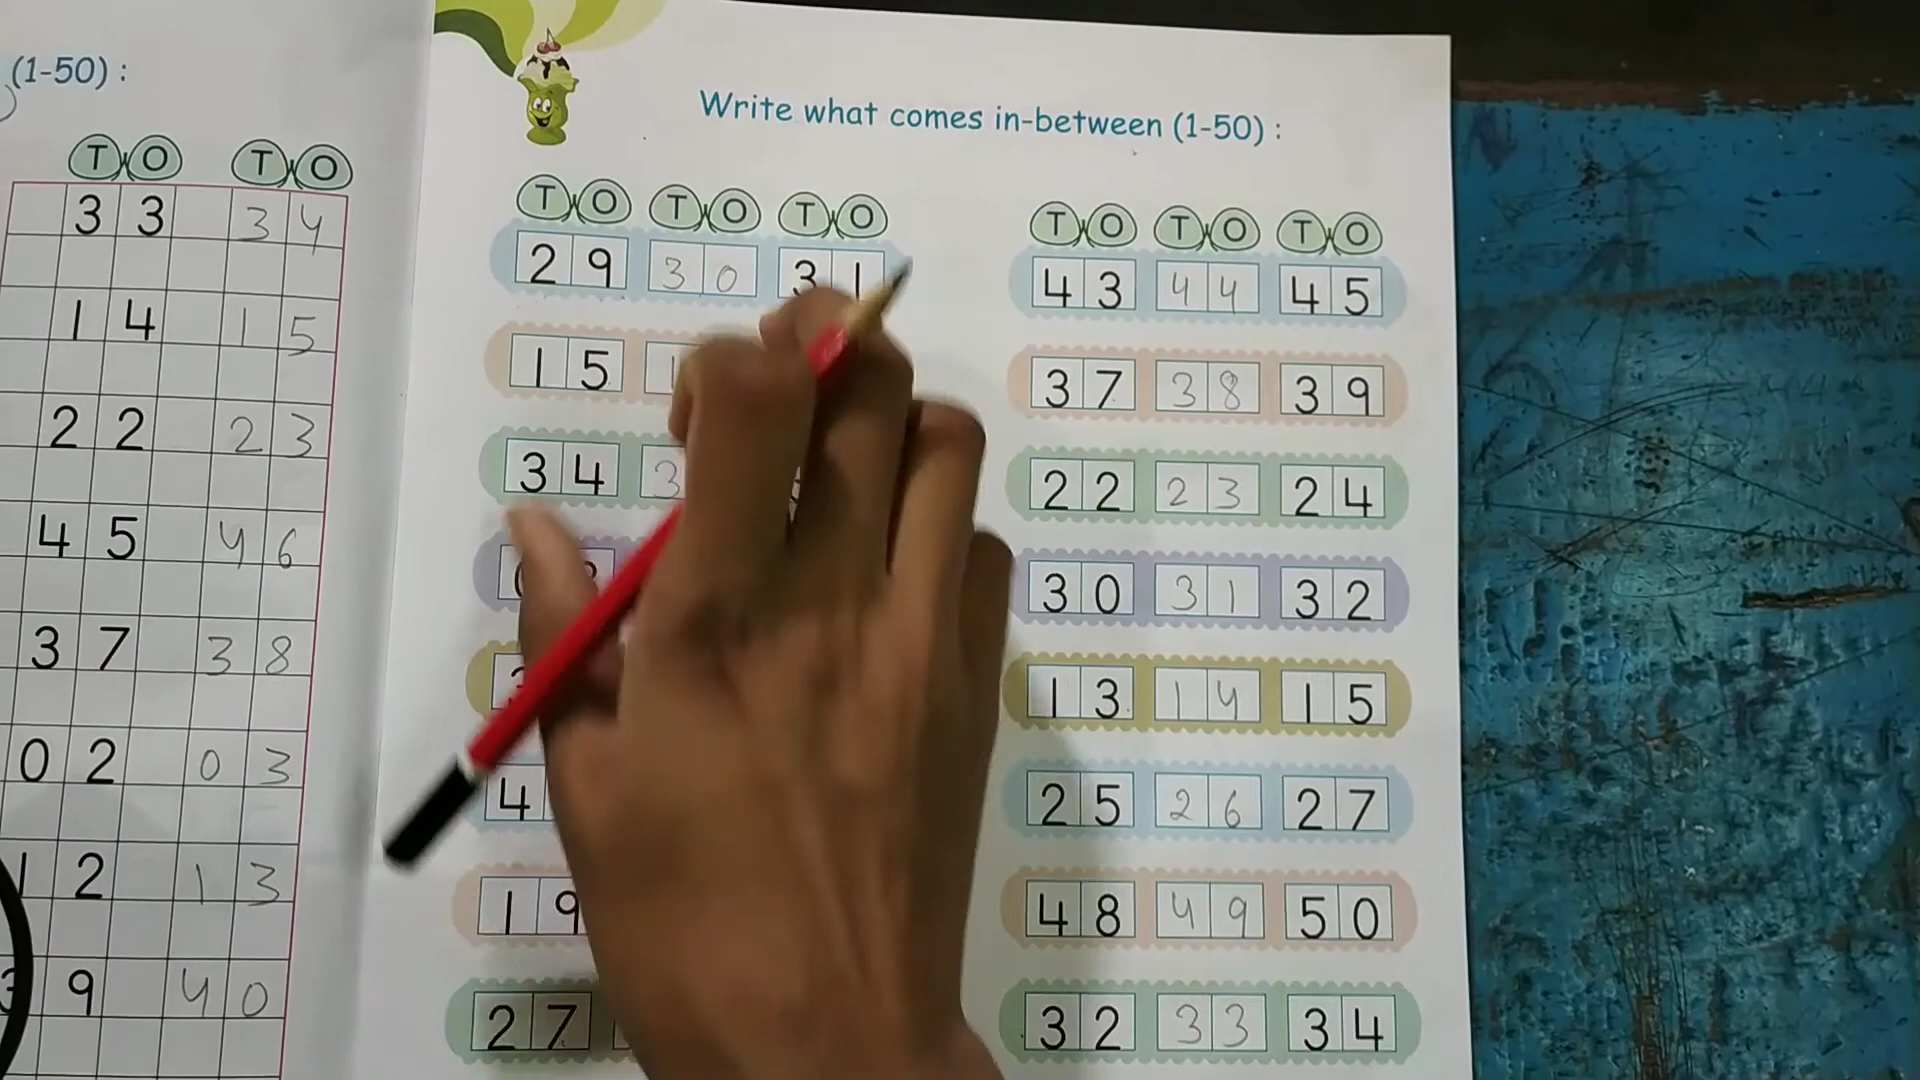 (1-50) :
T O T O
3 3 3 4
1 4 1 5
2 2 2 3
4 5 4 6
3 7 3 8
0 2 0 3
1 2 1 3
3 9 4 0
Write what comes in-between (1-50) :
T O T O T O
2 9 3 0 3 1
1 5 1
3 4 3
4
1 9
2 7
T O T O T O
4 3 4 4 4 5
3 7 3 8 3 9
2 2 2 3 2 4
3 0 3 1 3 2
1 3 1 4 1 5
2 5 2 6 2 7
4 8 4 9 5 0
3 2 3 3 3 4